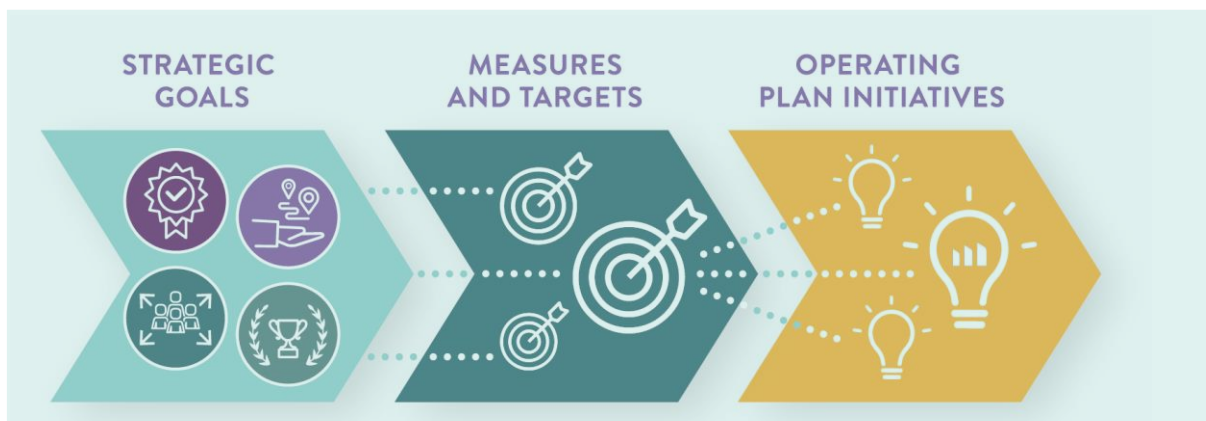 STRATEGIC
GOALS
MEASURES
AND TARGETS
OPERATING
PLAN INITIATIVES